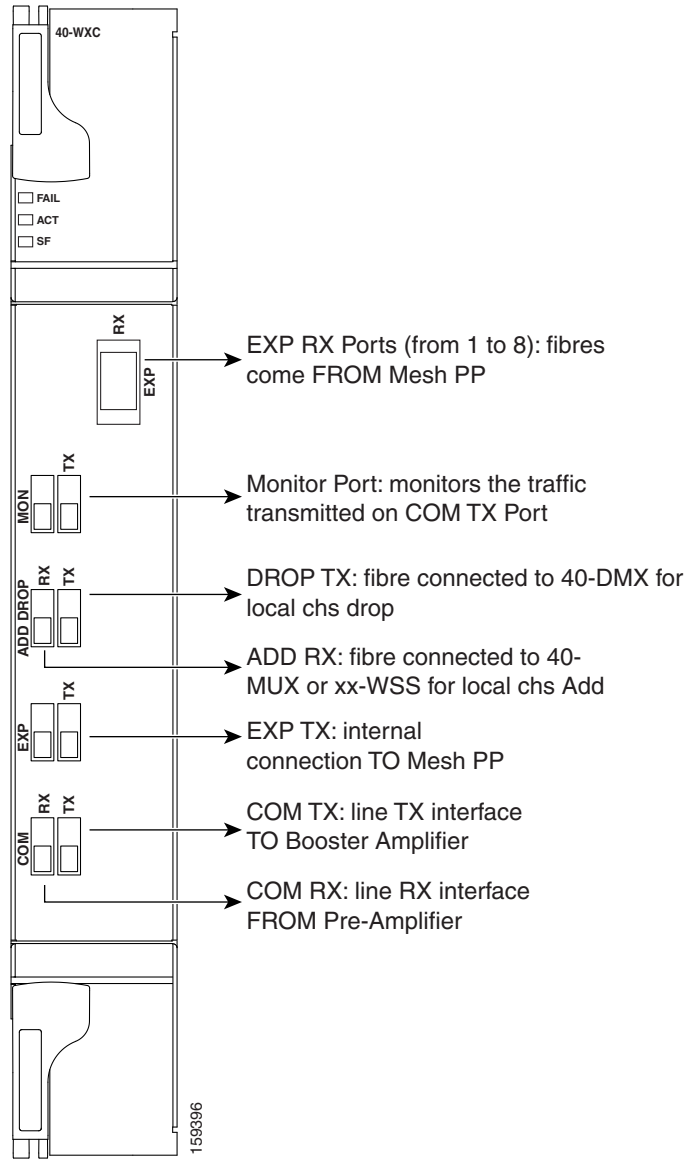 40-WXC
FAIL
ACT
SF
RX
EXP
EXP RX Ports (from 1 to 8): fibres
come FROM Mesh PP
MON
TX
Monitor Port: monitors the traffic
transmitted on COM TX Port
ADD DROP
RX
TX
DROP TX: fibre connected to 40-DMX for
local chs drop
ADD RX: fibre connected to 40-
MUX or xx-WSS for local chs Add
EXP
TX
EXP TX: internal
connection TO Mesh PP
COM
RX
TX
COM TX: line TX interface
TO Booster Amplifier
COM RX: line RX interface
FROM Pre-Amplifier
159396